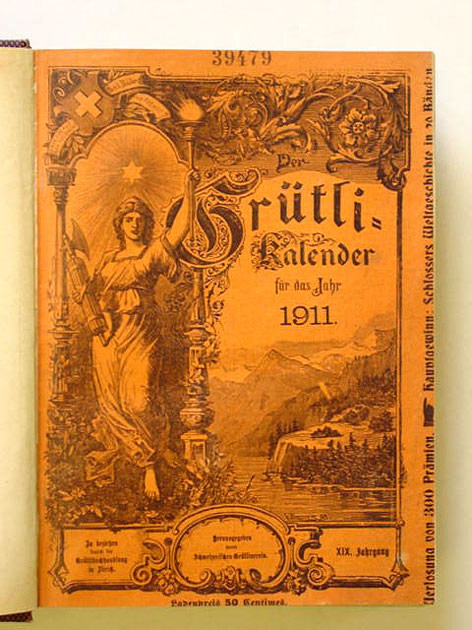 39479
Der
Grütli-
Kalender
für das Jahr
1911.
Zu beziehen
durch die
Grütlibuchhandlung
in Zürich.
Herausgegeben
vom
Schweizerischen Grütliverein.
XIX. Jahrgang
Ladenpreis 50 Centimes.
Verlosung von 300 Prämien. Hauptgewinn: Schlossers Weltgeschichte in 20 Bänden